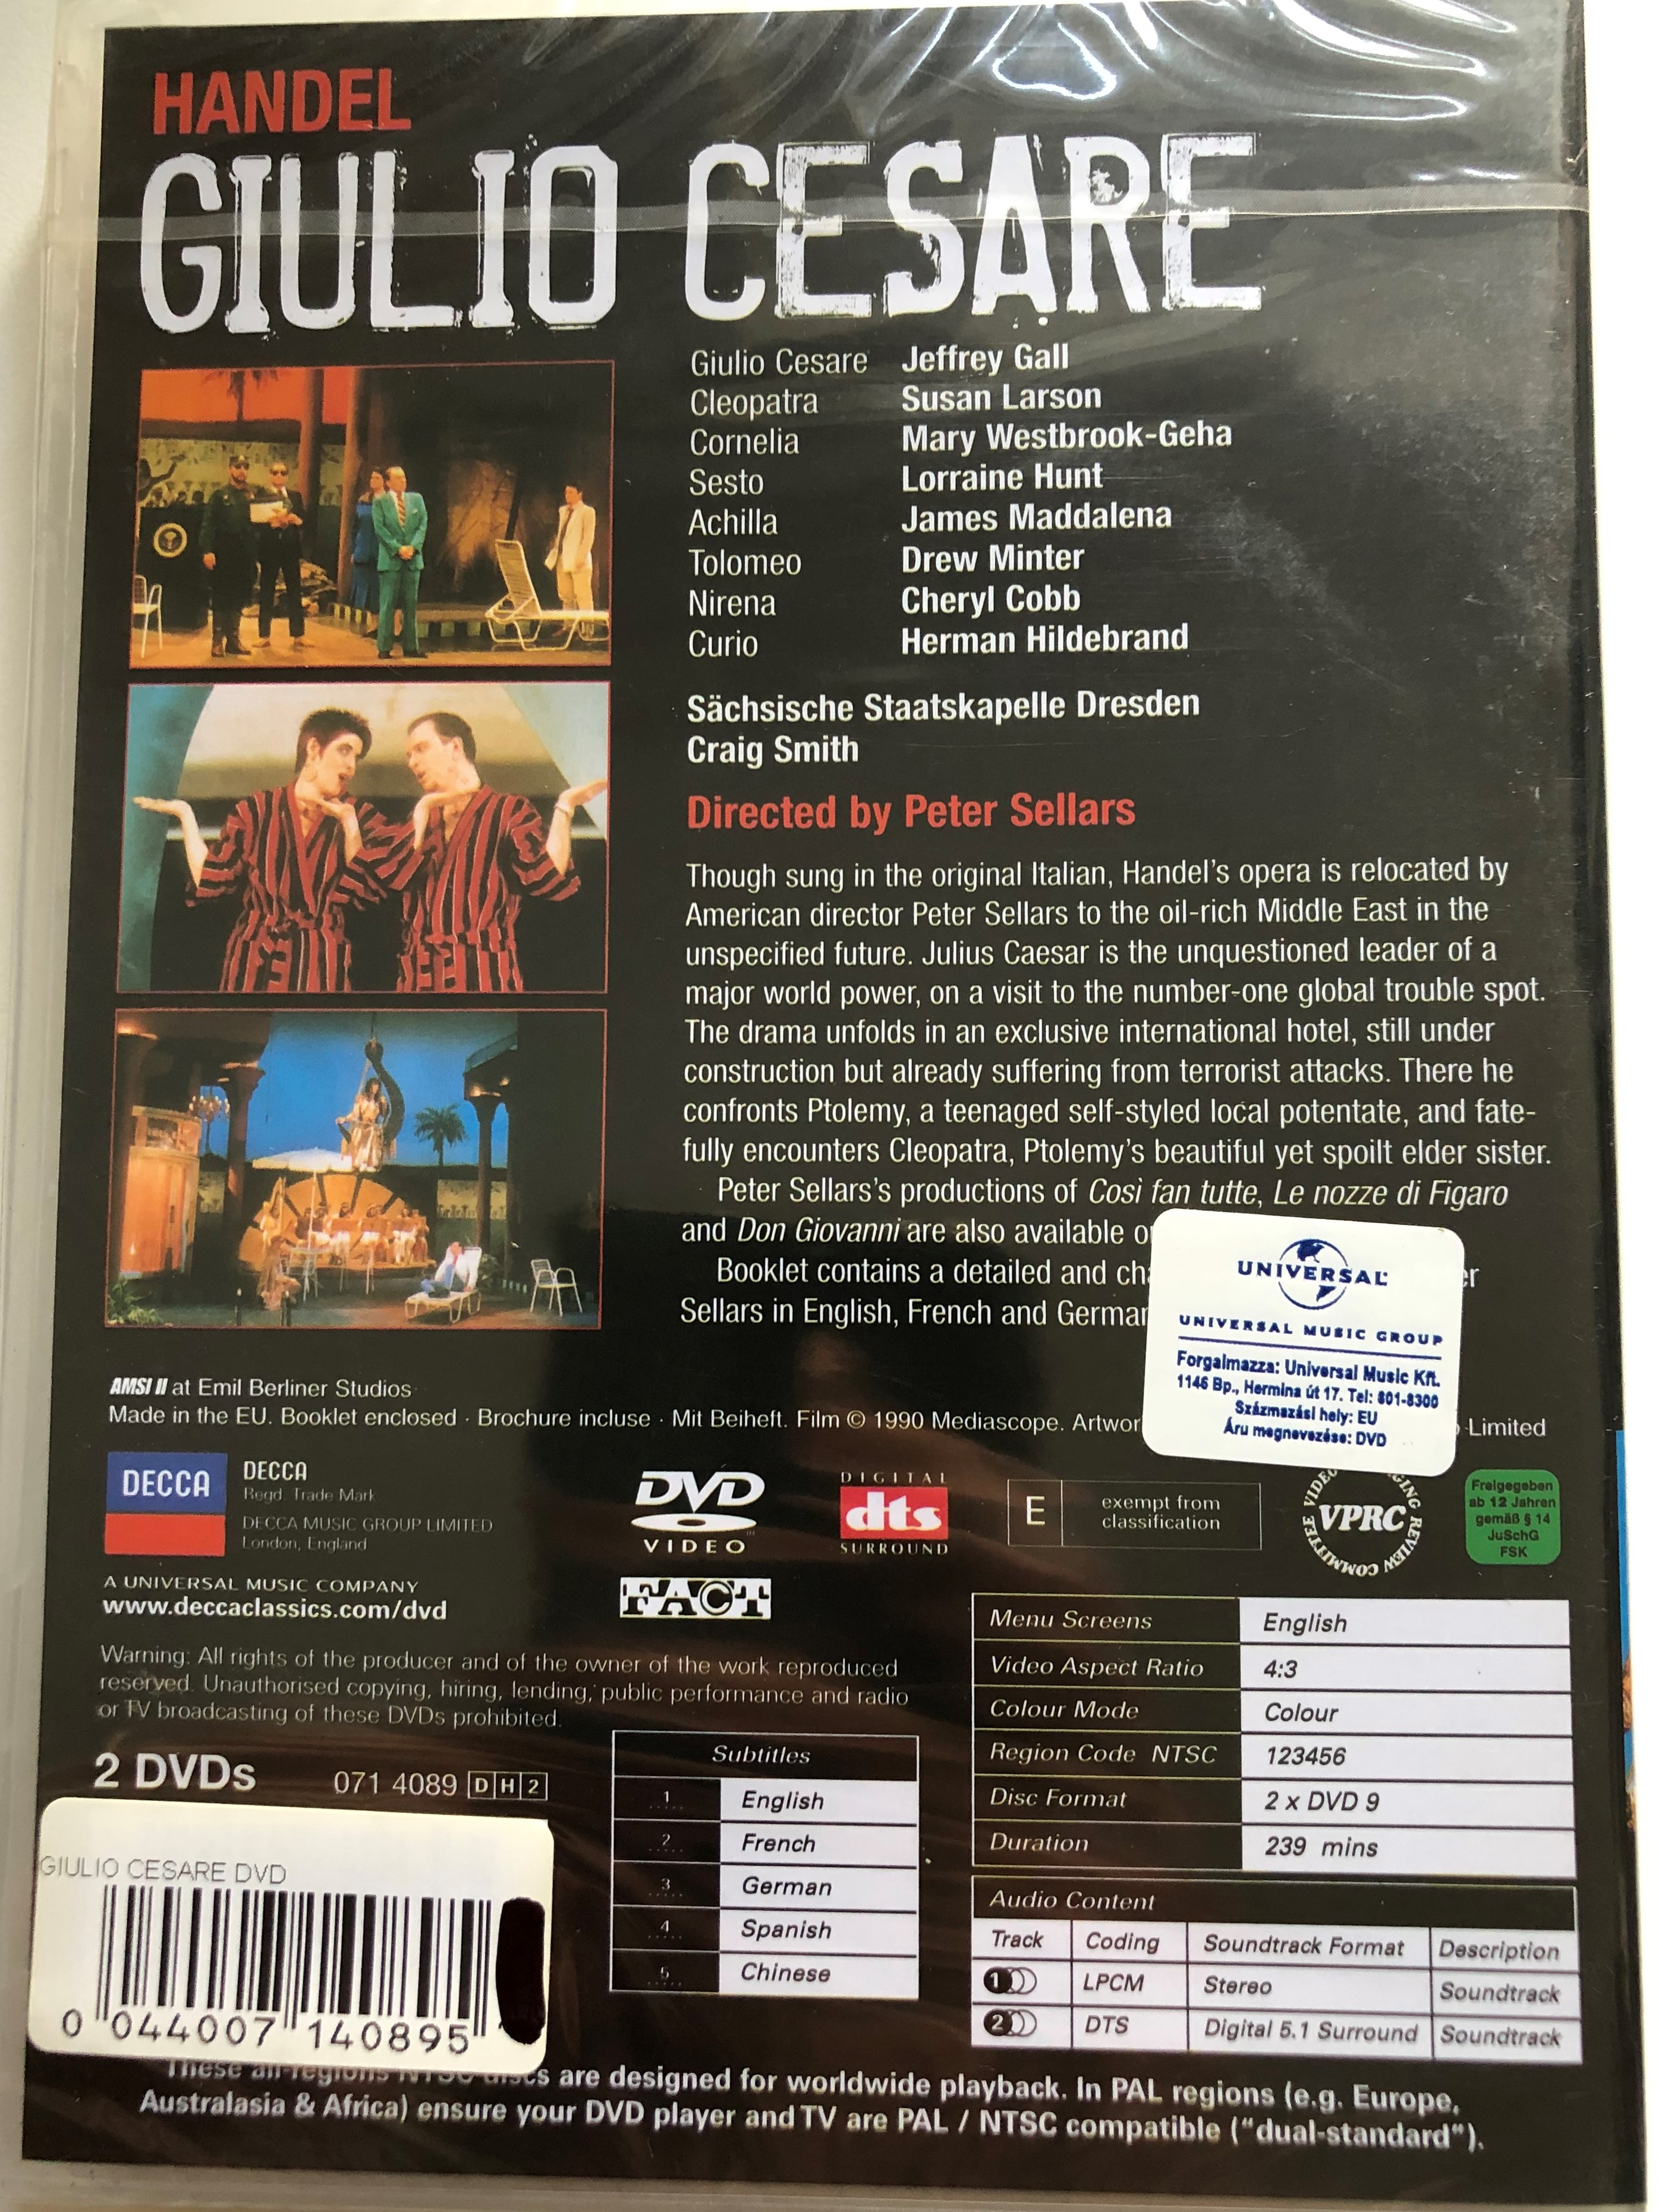 HANDEL
GIULIO CESARE
Giulio Cesare Jeffrey Gall
Cleopatra Susan Larson
Cornelia Mary Westbrook-Geha
Sesto Lorraine Hunt
Achilla James Maddalena
Tolomeo Drew Minter
Nirena Cheryl Cobb
Curio Herman Hildebrand
Sächsische Staatskapelle Dresden
Craig Smith
Directed by Peter Sellars
Though sung in the original Italian, Handel's opera is relocated by
American director Peter Sellars to the oil-rich Middle East in the
unspecified future. Julius Caesar is the unquestioned leader of a
major world power, on a visit to the number-one global trouble spot.
The drama unfolds in an exclusive international hotel, still under
construction but already suffering from terrorist attacks. There he
confronts Ptolemy, a teenaged self-styled local potentate, and fate-
fully encounters Cleopatra, Ptolemy's beautiful yet spoilt elder sister.
Peter Sellars's productions of Così fan tutte, Le nozze di Figaro
and Don Giovanni are also available
Booklet contains a detailed and
Sellars in English, French and
UNIVERSAL
UNIVERSAL MUSIC GROUP
Forgalmazza: Universal Music Kft.
1146 Bp., Hermina út 17. Tel: 801-8300
Származási hely: EU
Áru megnevezése: DVD
AMSI II at Emil Berliner Studios
Made in the EU. Booklet enclosed · Brochure incluse · Mit Beiheft. Film © 1990 Mediascope. Limited
DECCA
DECCA
Regd. Trade Mark
DECCA MUSIC GROUP LIMITED
London, England
A UNIVERSAL MUSIC COMPANY
www.deccaclassics.com/dvd
DVD
VIDEO
DIGITAL
dts
SURROUND
FACT
E exempt from
classification
VPRC
VIDEO REVIEW COMMITTEE
Freigegeben
ab 12 Jahren
gemäß § 14
JuSchG
FSK
Warning: All rights of the producer and of the owner of the work reproduced
reserved. Unauthorised copying, hiring, lending, public performance and radio
or TV broadcasting of these DVDs prohibited.
2 DVDs 071 4089 D H 2
GIULIO CESARE DVD
0 044007 140895
Subtitles
1 English
2 French
3 German
4 Spanish
5 Chinese
Menu Screens English
Video Aspect Ratio 4:3
Colour Mode Colour
Region Code NTSC 123456
Disc Format 2 x DVD 9
Duration 239 mins
Audio Content
Track Coding Soundtrack Format Description
1 LPCM Stereo Soundtrack
2 DTS Digital 5.1 Surround Soundtrack
These all-regions NTSC discs are designed for worldwide playback. In PAL regions (e.g. Europe,
Australasia & Africa) ensure your DVD player and TV are PAL / NTSC compatible ("dual-standard").